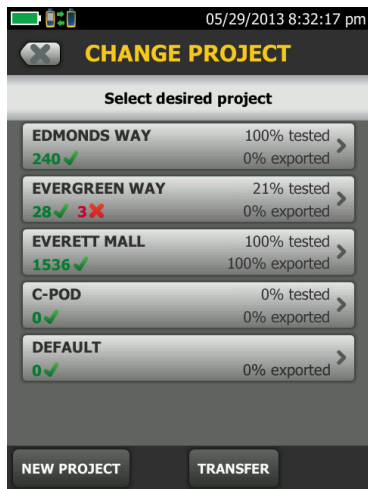 05/29/2013 8:32:17 pm
CHANGE PROJECT
Select desired project
EDMONDS WAY 100% tested
240 0% exported
EVERGREEN WAY 21% tested
28 3 0% exported
EVERETT MALL 100% tested
1536 100% exported
C-POD 0% tested
0 0% exported
DEFAULT
0 0% exported
NEW PROJECT TRANSFER